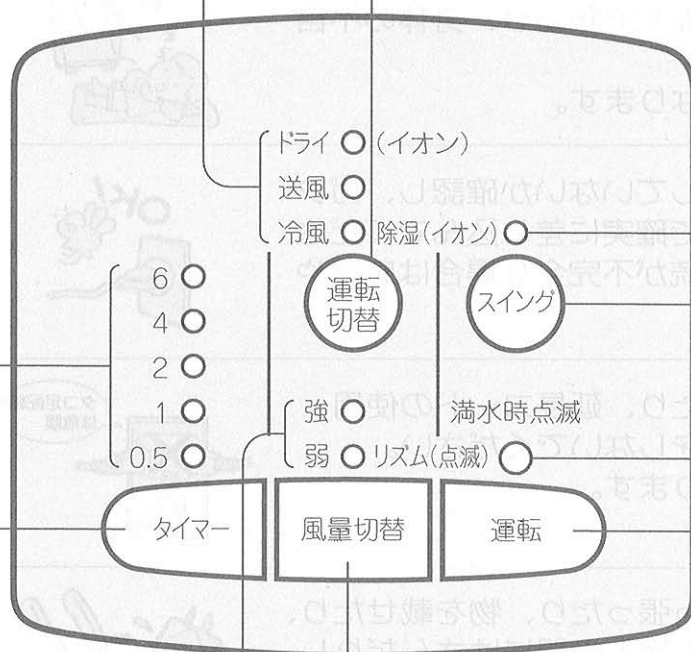 ドライ (イオン)
送風
冷風 除湿(イオン)
運転
切替
スイング
6
4
2
1
0.5
強
弱 リズム(点滅)
満水時点滅
タイマー
風量切替
運転